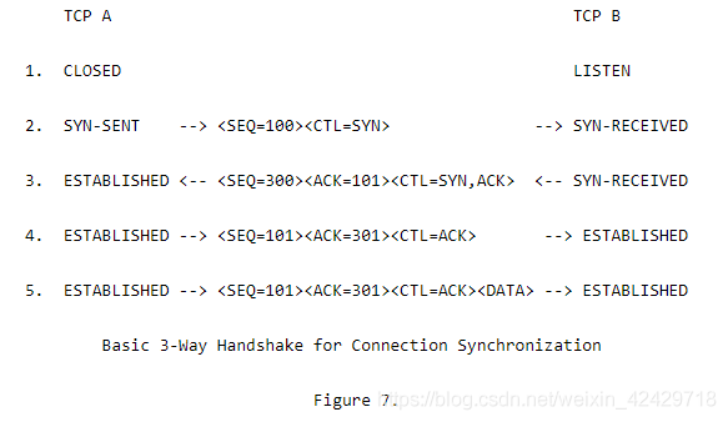 TCP A                                                TCP B
1.  CLOSED                                               LISTEN
2.  SYN-SENT    --> <SEQ=100><CTL=SYN>               --> SYN-RECEIVED
3.  ESTABLISHED <-- <SEQ=300><ACK=101><CTL=SYN,ACK>  <-- SYN-RECEIVED
4.  ESTABLISHED --> <SEQ=101><ACK=301><CTL=ACK>       --> ESTABLISHED
5.  ESTABLISHED --> <SEQ=101><ACK=301><CTL=ACK><DATA> --> ESTABLISHED
Basic 3-Way Handshake for Connection Synchronization
Figure 7.
https://blog.csdn.net/weixin_42429718